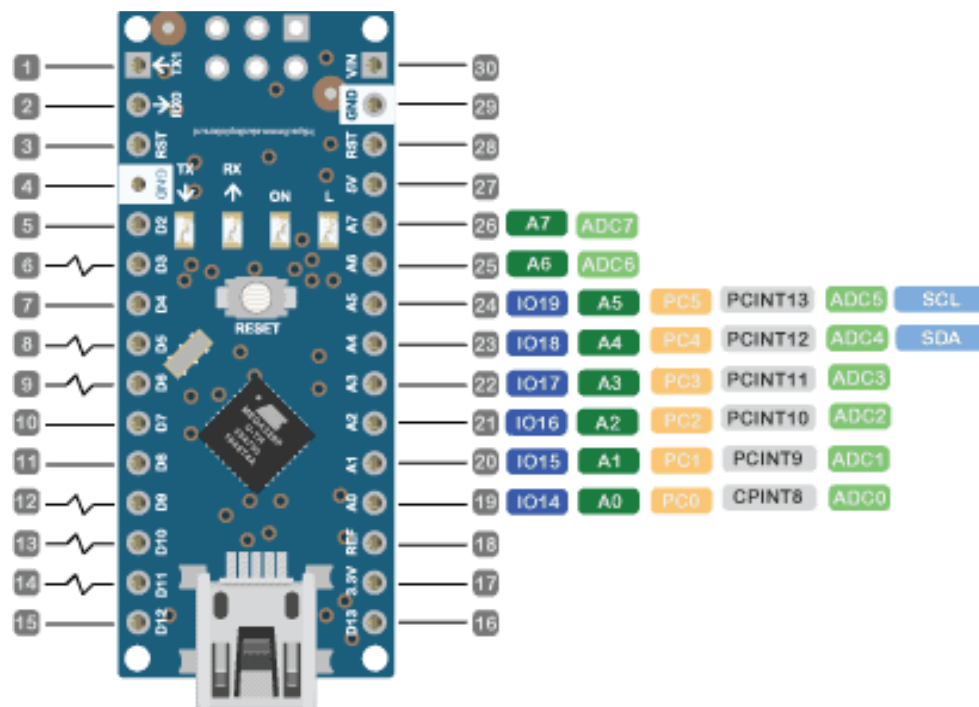 1 TX1 VIN 30
2 RX0 GND 29
3 RST RST 28
4 GND 5V 27
TX RX ON L
5 D2 A7 26 A7 ADC7
6 D3 A6 25 A6 ADC6
7 D4 A5 24 IO19 A5 PC5 PCINT13 ADC5 SCL
RESET
8 D5 A4 23 IO18 A4 PC4 PCINT12 ADC4 SDA
9 D6 A3 22 IO17 A3 PC3 PCINT11 ADC3
10 D7 A2 21 IO16 A2 PC2 PCINT10 ADC2
11 D8 A1 20 IO15 A1 PC1 PCINT9 ADC1
12 D9 A0 19 IO14 A0 PC0 CPINT8 ADC0
13 D10 REF 18
14 D11 3.3V 17
15 D12 D13 16